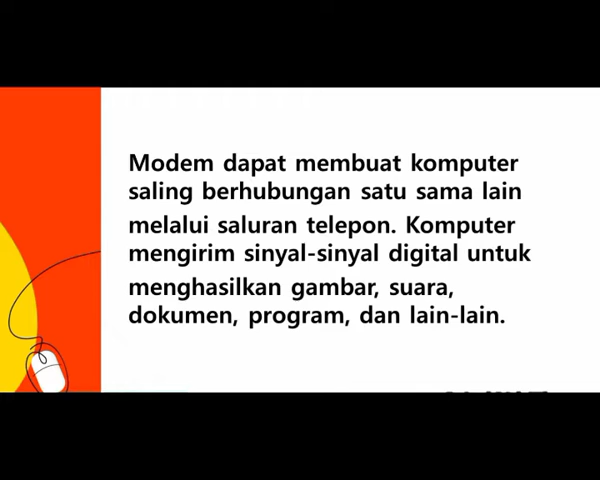 Modem dapat membuat komputer
saling berhubungan satu sama lain
melalui saluran telepon. Komputer
mengirim sinyal-sinyal digital untuk
menghasilkan gambar, suara,
dokumen, program, dan lain-lain.